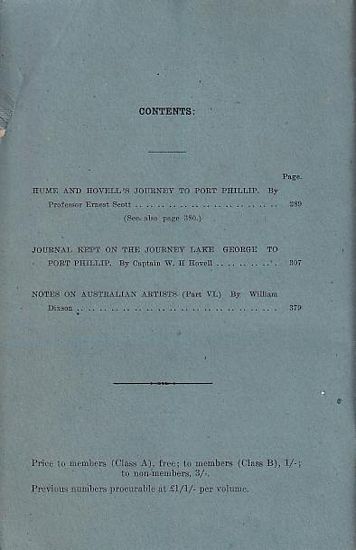 CONTENTS:
Page.
HUME AND HOVELL'S JOURNEY TO PORT PHILLIP. By
Professor Ernest Scott .. .. .. .. .. .. .. .. .. .. .. .. 289
(See also page 380.)
JOURNAL KEPT ON THE JOURNEY LAKE GEORGE TO
PORT PHILLIP. By Captain W. H Hovell .. .. .. .. .. 307
NOTES ON AUSTRALIAN ARTISTS (Part VI.) By William
Dixson .. .. .. .. .. .. .. .. .. .. .. .. .. .. .. .. 379
Price to members (Class A), free; to members (Class B), 1/-;
to non-members, 3/-.
Previous numbers procurable at £1/1/- per volume.